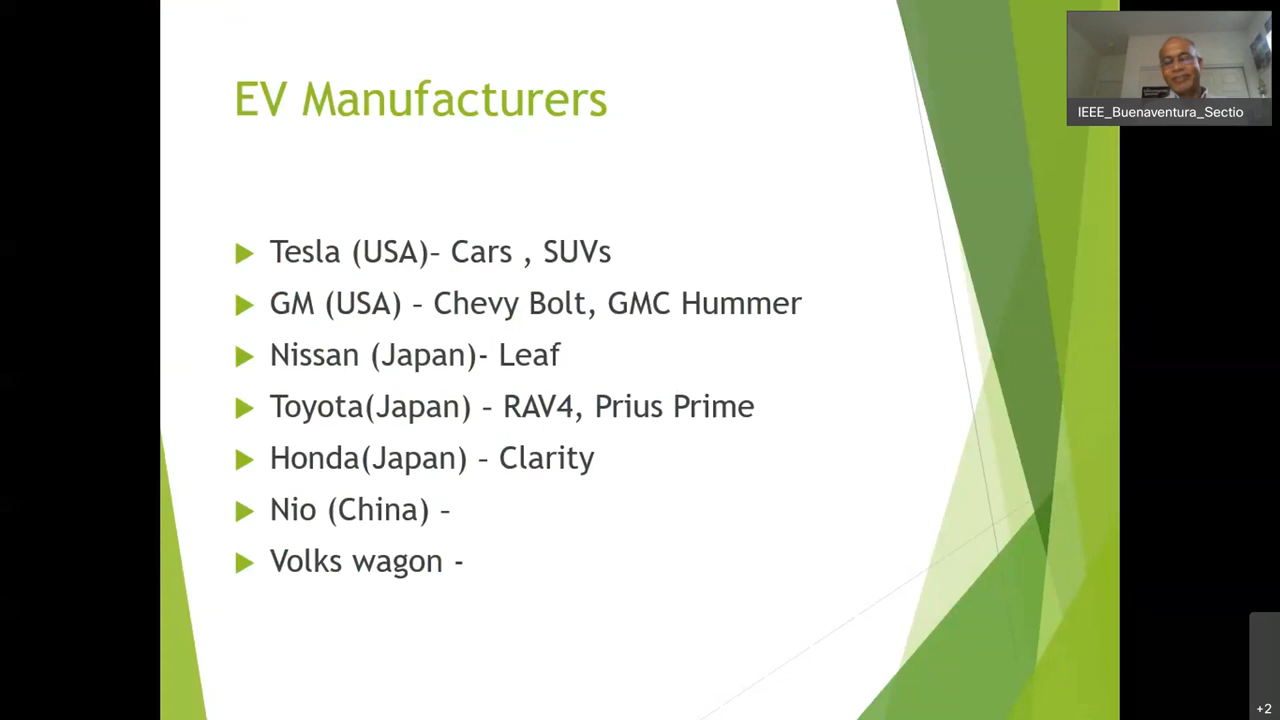 EV Manufacturers
IEEE_Buenaventura_Sectio
Tesla (USA)– Cars , SUVs
GM (USA) – Chevy Bolt, GMC Hummer
Nissan (Japan)- Leaf
Toyota(Japan) – RAV4, Prius Prime
Honda(Japan) – Clarity
Nio (China) –
Volks wagon -
+2